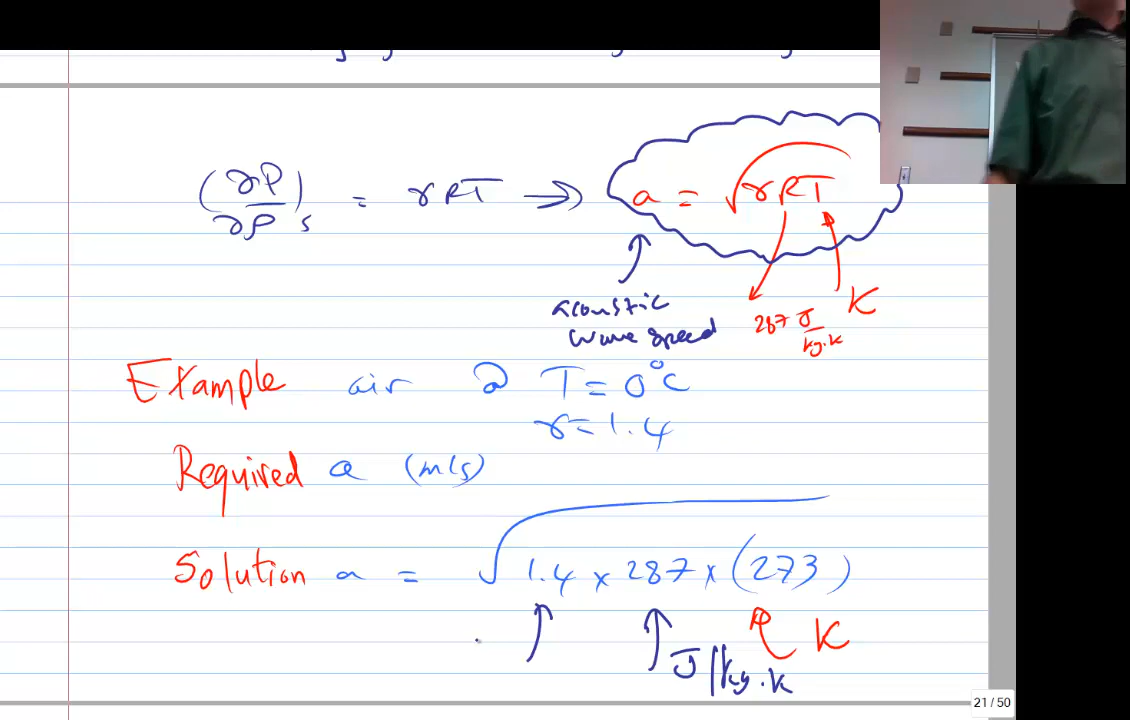 (∂P/∂ρ)s = γRT → a = √γRT
acoustic wave speed
287 J/kg.K
K
Example air @ T = 0°C
γ = 1.4
Required a (m/s)
Solution a = √1.4 × 287 × (273)
J/kg.K
K
21 / 50